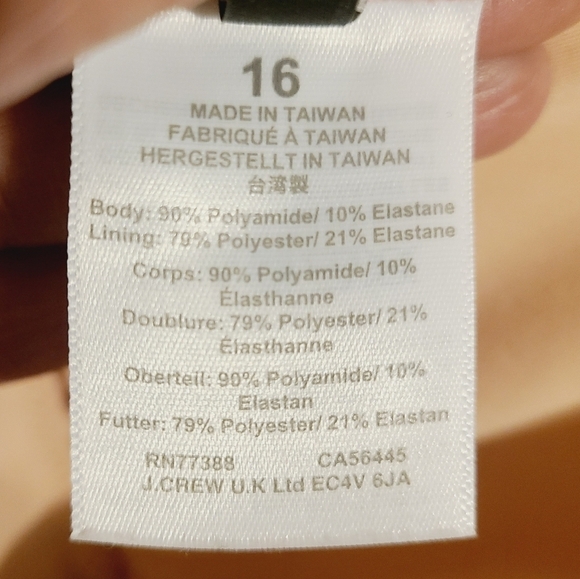 16
MADE IN TAIWAN
FABRIQUÉ À TAIWAN
HERGESTELLT IN TAIWAN
台湾製
Body: 90% Polyamide/ 10% Elastane
Lining: 79% Polyester/ 21% Elastane
Corps: 90% Polyamide/ 10%
Élasthanne
Doublure: 79% Polyester/ 21%
Élasthanne
Oberteil: 90% Polyamide/ 10%
Elastan
Futter: 79% Polyester/ 21% Elastan
RN77388 CA56445
J.CREW U.K Ltd EC4V 6JA